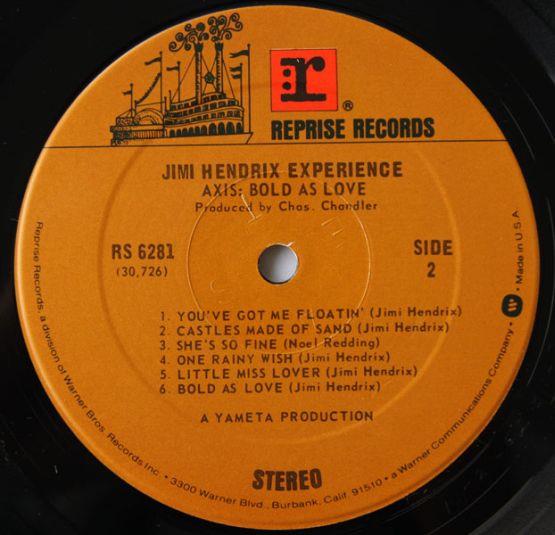 r
®
REPRISE RECORDS
JIMI HENDRIX EXPERIENCE
AXIS: BOLD AS LOVE
Produced by Chas. Chandler
RS 6281
(30,726)
SIDE
2
1. YOU'VE GOT ME FLOATIN' (Jimi Hendrix)
2. CASTLES MADE OF SAND (Jimi Hendrix)
3. SHE'S SO FINE (Noel Redding)
4. ONE RAINY WISH (Jimi Hendrix)
5. LITTLE MISS LOVER (Jimi Hendrix)
6. BOLD AS LOVE (Jimi Hendrix)
A YAMETA PRODUCTION
STEREO
Reprise Records, a division of Warner Bros. Records Inc. • 3300 Warner Blvd., Burbank, Calif. 91510 • a Warner Communications Company • W • Made in U.S.A.